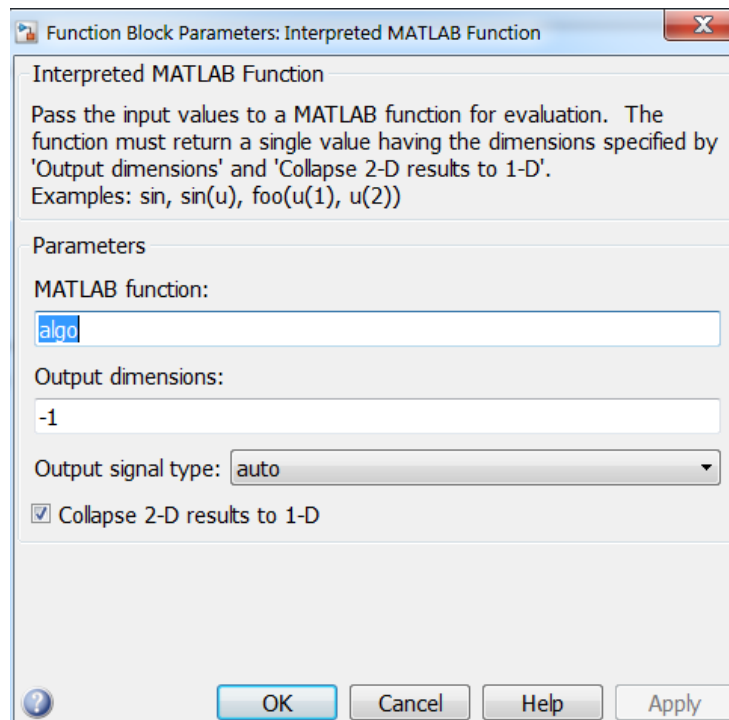 Function Block Parameters: Interpreted MATLAB Function
X
Interpreted MATLAB Function
Pass the input values to a MATLAB function for evaluation.  The
function must return a single value having the dimensions specified by
'Output dimensions' and 'Collapse 2-D results to 1-D'.
Examples: sin, sin(u), foo(u(1), u(2))
Parameters
MATLAB function:
algo
Output dimensions:
-1
Output signal type: auto
Collapse 2-D results to 1-D
? OK Cancel Help Apply